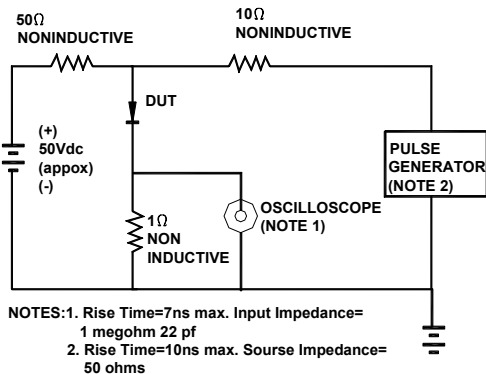 50Ω
NONINDUCTIVE
10Ω
NONINDUCTIVE
DUT
(+)
50Vdc
(appox)
(-)
PULSE
GENERATOR
(NOTE 2)
1Ω
NON
INDUCTIVE
OSCILLOSCOPE
(NOTE 1)
NOTES:1. Rise Time=7ns max. Input Impedance=
1 megohm 22 pf
2. Rise Time=10ns max. Sourse Impedance=
50 ohms